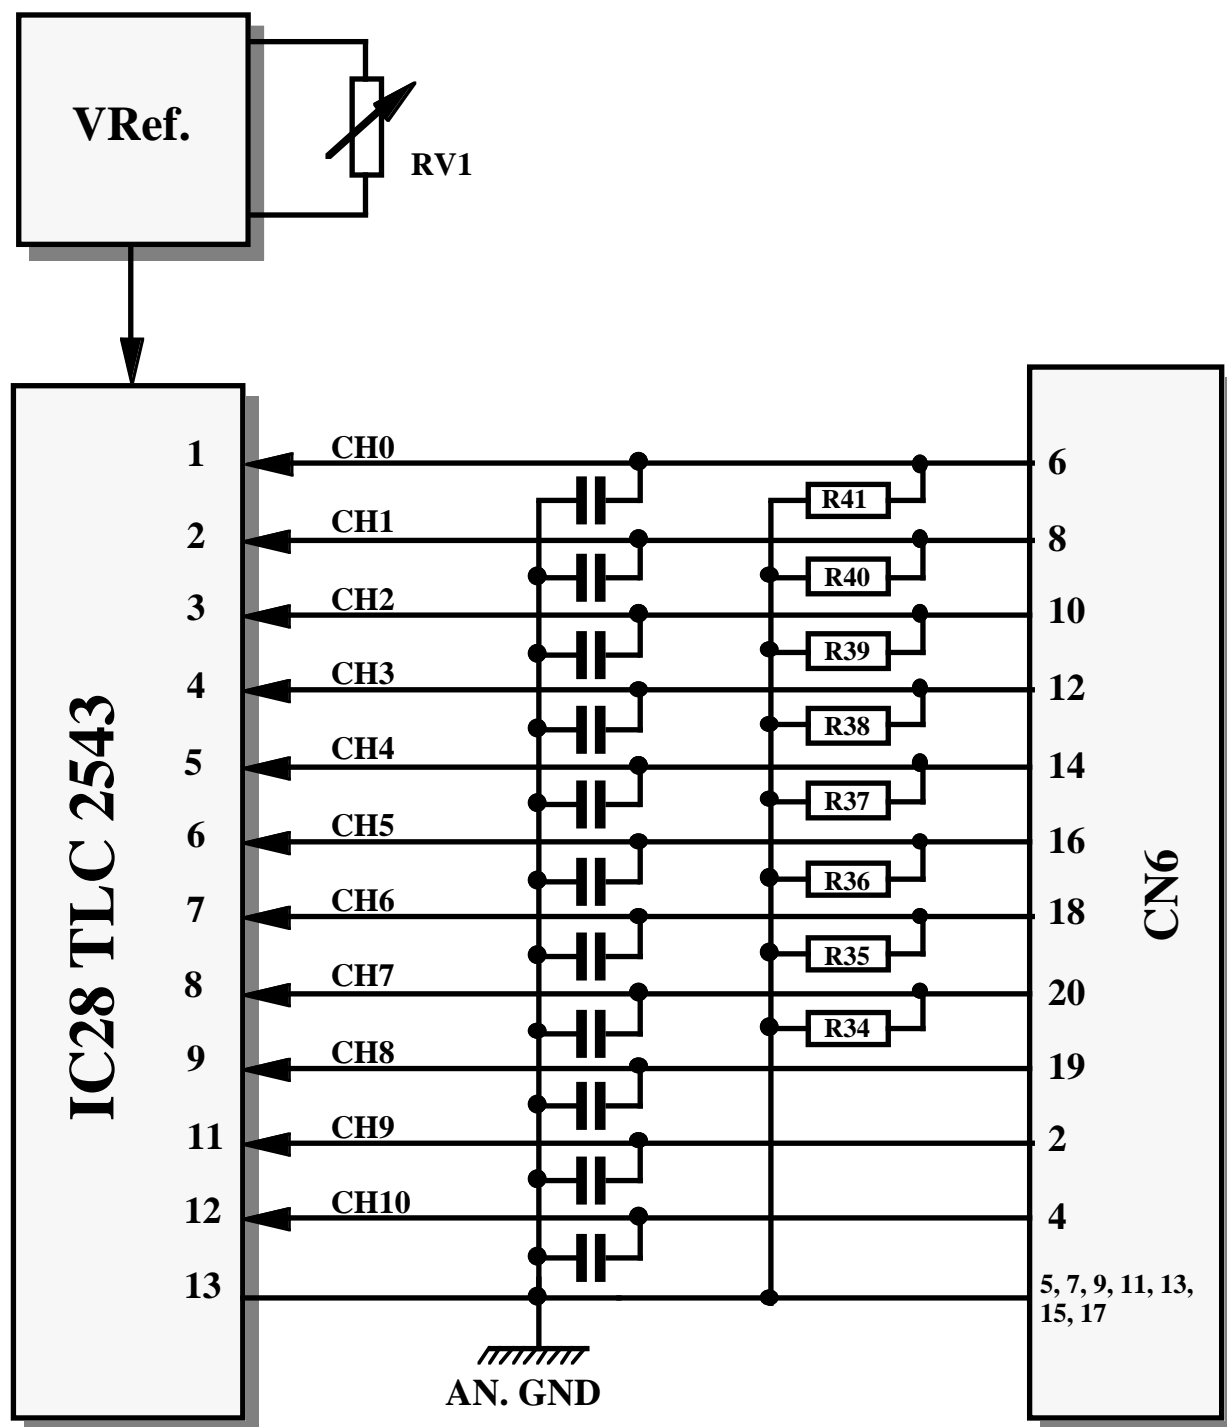 VRef.
RV1
1
CH0
6
R41
2
CH1
8
R40
3
CH2
10
R39
4
CH3
12
R38
5
CH4
14
R37
6
CH5
16
R36
7
CH6
18
R35
8
CH7
20
R34
9
CH8
19
11
CH9
2
12
CH10
4
13
5, 7, 9, 11, 13,
15, 17
AN. GND
IC28 TLC 2543
CN6